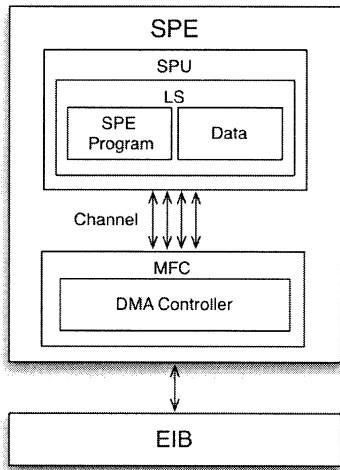 SPE
SPU
LS
SPE
Program
Data
Channel
MFC
DMA Controller
EIB